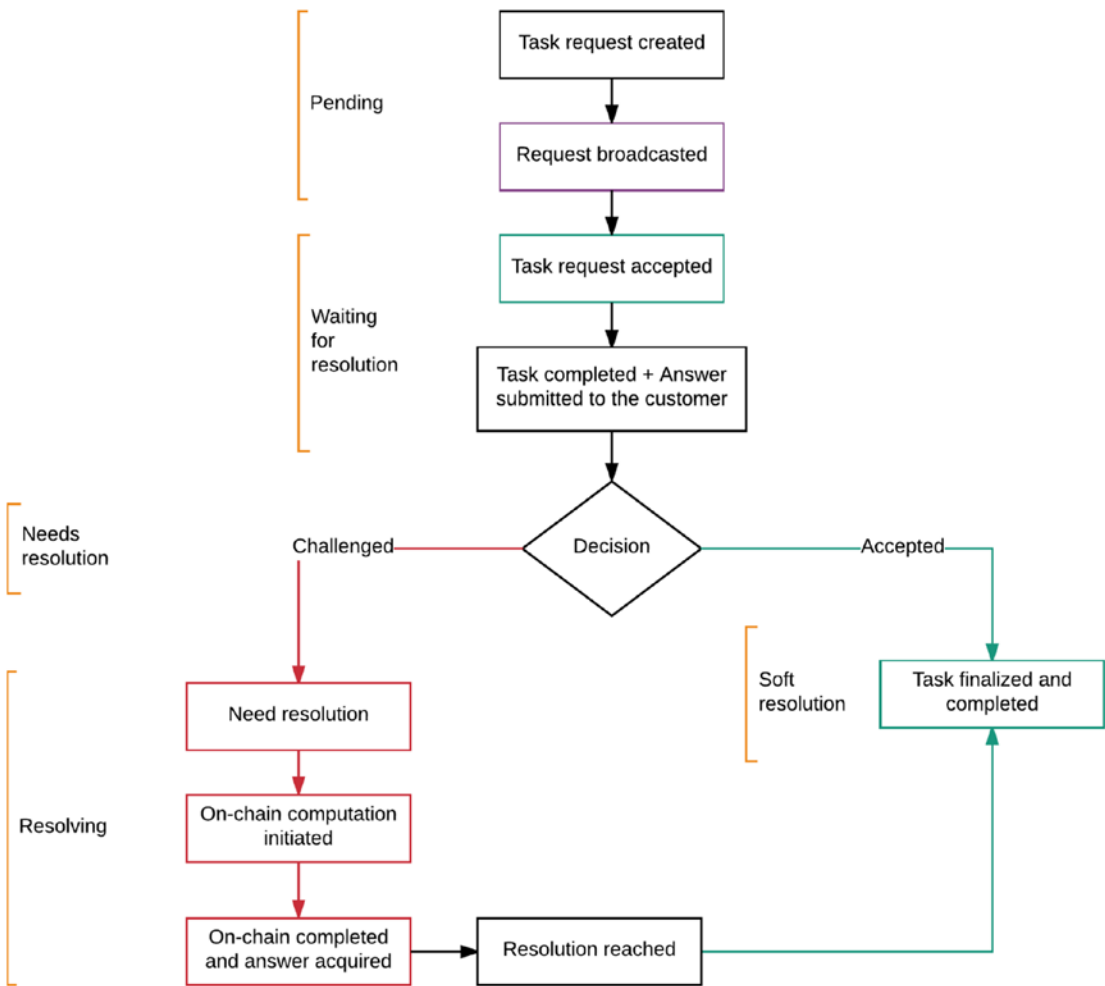 Task request created
Pending
Request broadcasted
Task request accepted
Waiting
for
resolution
Task completed + Answer
submitted to the customer
Needs
resolution
Challenged
Decision
Accepted
Soft
resolution
Task finalized and
completed
Need resolution
On-chain computation
initiated
Resolving
On-chain completed
and answer acquired
Resolution reached